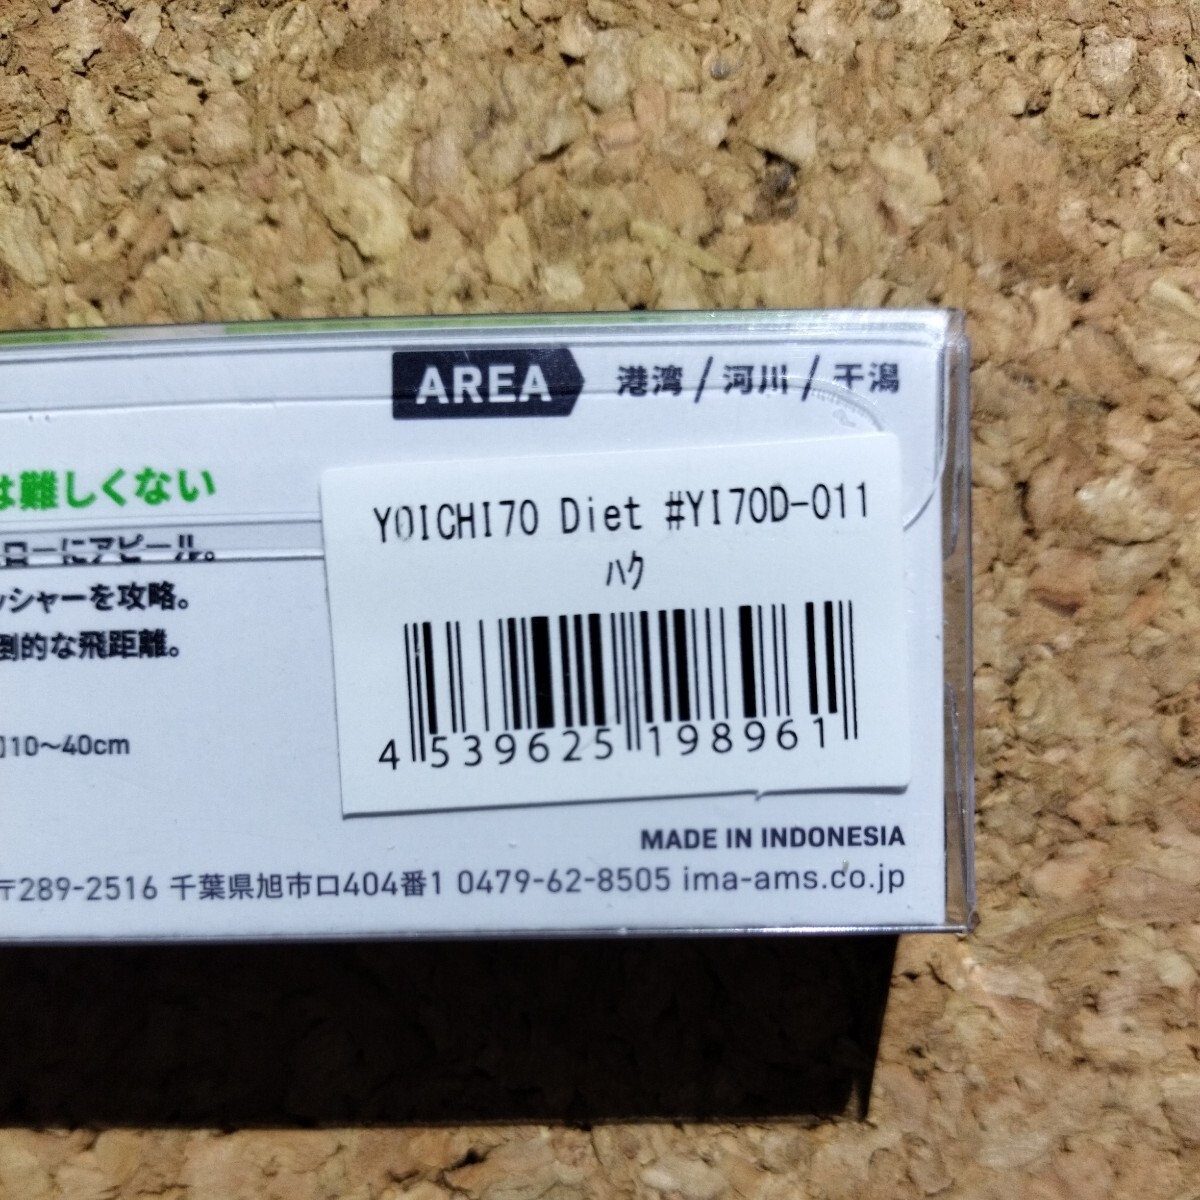 AREA 港湾 / 河川 / 干潟
は難しくない
ローにアピール。
ッシャーを攻略。
倒的な飛距離。
10〜40cm
YOICHI70 Diet #YI70D-011
ハク
4 539625 198961
MADE IN INDONESIA
〒289-2516 千葉県旭市ロ404番1 0479-62-8505 ima-ams.co.jp